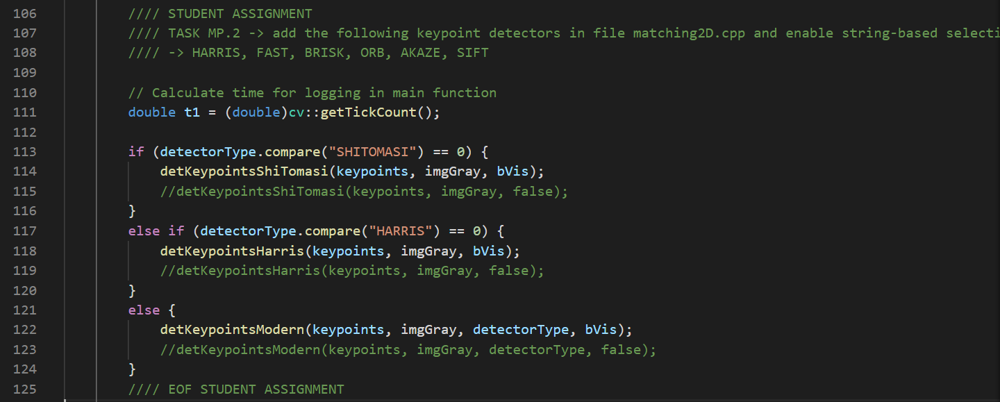 106 //// STUDENT ASSIGNMENT
107 //// TASK MP.2 -> add the following keypoint detectors in file matching2D.cpp and enable string-based selecti
108 //// -> HARRIS, FAST, BRISK, ORB, AKAZE, SIFT
109
110 // Calculate time for logging in main function
111 double t1 = (double)cv::getTickCount();
112
113 if (detectorType.compare("SHITOMASI") == 0) {
114 detKeypointsShiTomasi(keypoints, imgGray, bVis);
115 //detKeypointsShiTomasi(keypoints, imgGray, false);
116 }
117 else if (detectorType.compare("HARRIS") == 0) {
118 detKeypointsHarris(keypoints, imgGray, bVis);
119 //detKeypointsHarris(keypoints, imgGray, false);
120 }
121 else {
122 detKeypointsModern(keypoints, imgGray, detectorType, bVis);
123 //detKeypointsModern(keypoints, imgGray, detectorType, false);
124 }
125 //// EOF STUDENT ASSIGNMENT